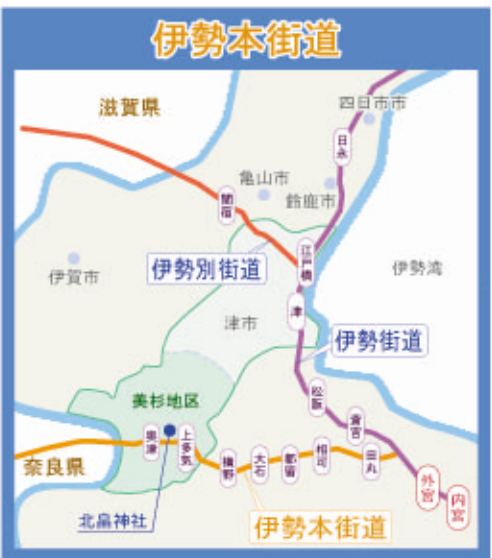 伊勢本街道
滋賀県
四日市市
日永
亀山市
鈴鹿市
関宿
伊勢別街道
江戸橋
伊賀市
伊勢湾
津市
津
伊勢街道
美杉地区
松阪
斎宮
奥津
上多気
横野
大石
相可
田丸
奈良県
外宮
内宮
北畠神社
伊勢本街道